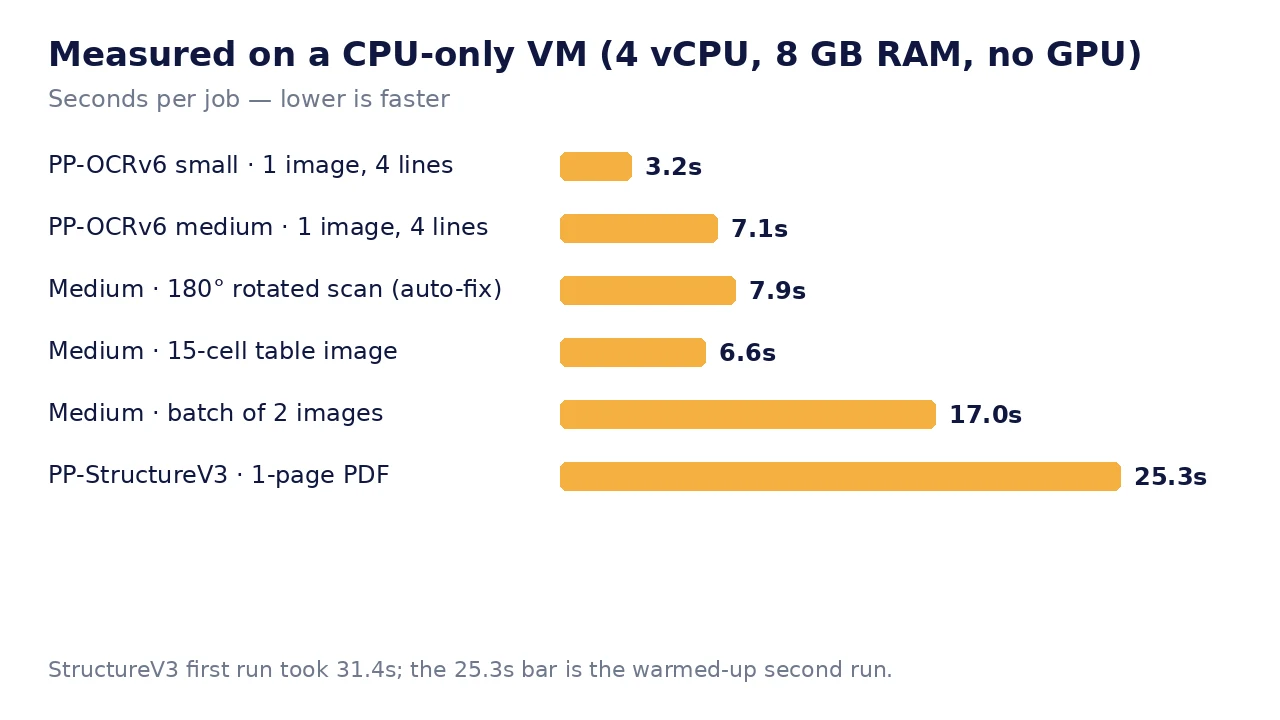 Measured on a CPU-only VM (4 vCPU, 8 GB RAM, no GPU)
Seconds per job — lower is faster
PP-OCRv6 small · 1 image, 4 lines 3.2s
PP-OCRv6 medium · 1 image, 4 lines 7.1s
Medium · 180° rotated scan (auto-fix) 7.9s
Medium · 15-cell table image 6.6s
Medium · batch of 2 images 17.0s
PP-StructureV3 · 1-page PDF 25.3s
StructureV3 first run took 31.4s; the 25.3s bar is the warmed-up second run.